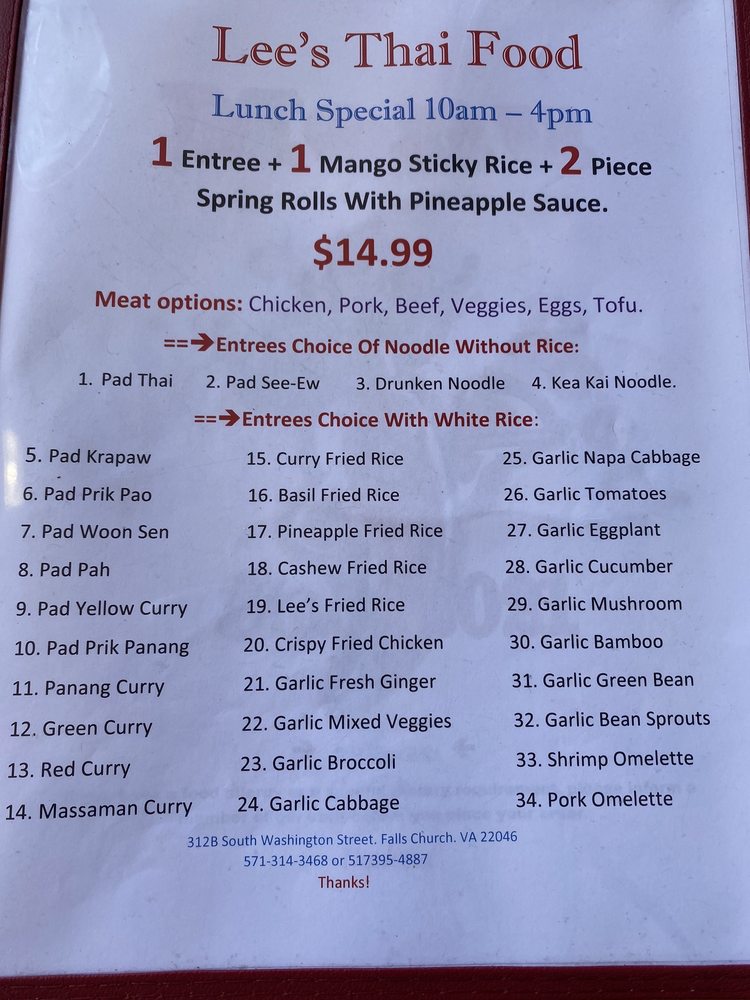 Lee's Thai Food
Lunch Special 10am – 4pm
1 Entree + 1 Mango Sticky Rice + 2 Piece
Spring Rolls With Pineapple Sauce.
$14.99
Meat options: Chicken, Pork, Beef, Veggies, Eggs, Tofu.
==➔Entrees Choice Of Noodle Without Rice:
1. Pad Thai 2. Pad See-Ew 3. Drunken Noodle 4. Kea Kai Noodle.
==➔Entrees Choice With White Rice:
5. Pad Krapaw
6. Pad Prik Pao
7. Pad Woon Sen
8. Pad Pah
9. Pad Yellow Curry
10. Pad Prik Panang
11. Panang Curry
12. Green Curry
13. Red Curry
14. Massaman Curry
15. Curry Fried Rice
16. Basil Fried Rice
17. Pineapple Fried Rice
18. Cashew Fried Rice
19. Lee's Fried Rice
20. Crispy Fried Chicken
21. Garlic Fresh Ginger
22. Garlic Mixed Veggies
23. Garlic Broccoli
24. Garlic Cabbage
25. Garlic Napa Cabbage
26. Garlic Tomatoes
27. Garlic Eggplant
28. Garlic Cucumber
29. Garlic Mushroom
30. Garlic Bamboo
31. Garlic Green Bean
32. Garlic Bean Sprouts
33. Shrimp Omelette
34. Pork Omelette
312B South Washington Street. Falls Church. VA 22046
571-314-3468 or 517395-4887
Thanks!